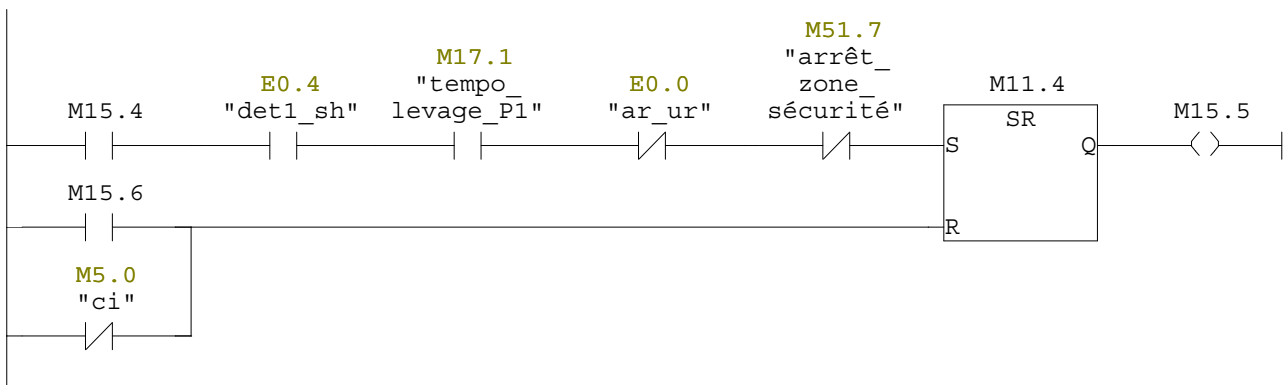 M51.7
M17.1
"arrêt_
E0.4
"tempo_
E0.0
zone_
M11.4
M15.4
"det1_sh"
levage_P1"
"ar_ur"
sécurité"
SR
M15.5
S
Q
M15.6
R
M5.0
"ci"